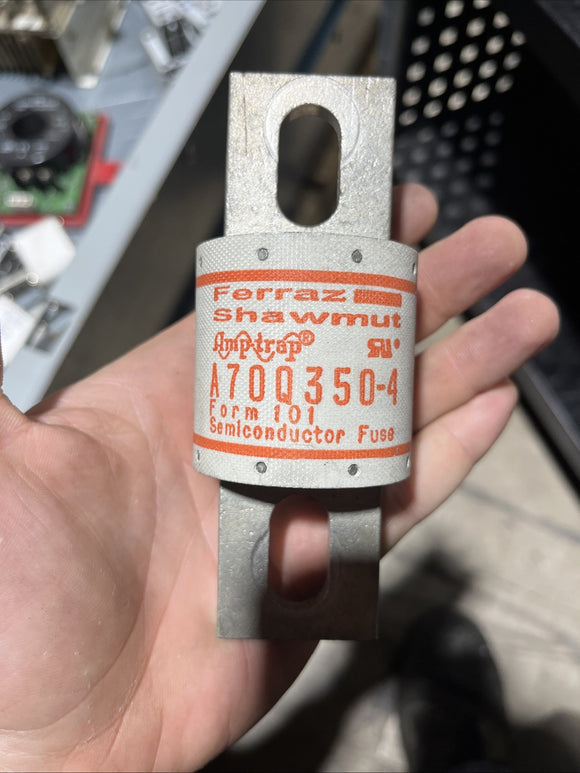 Ferraz
Shawmut
Amp-trap®
A70Q350-4
Form 101
Semiconductor Fuse